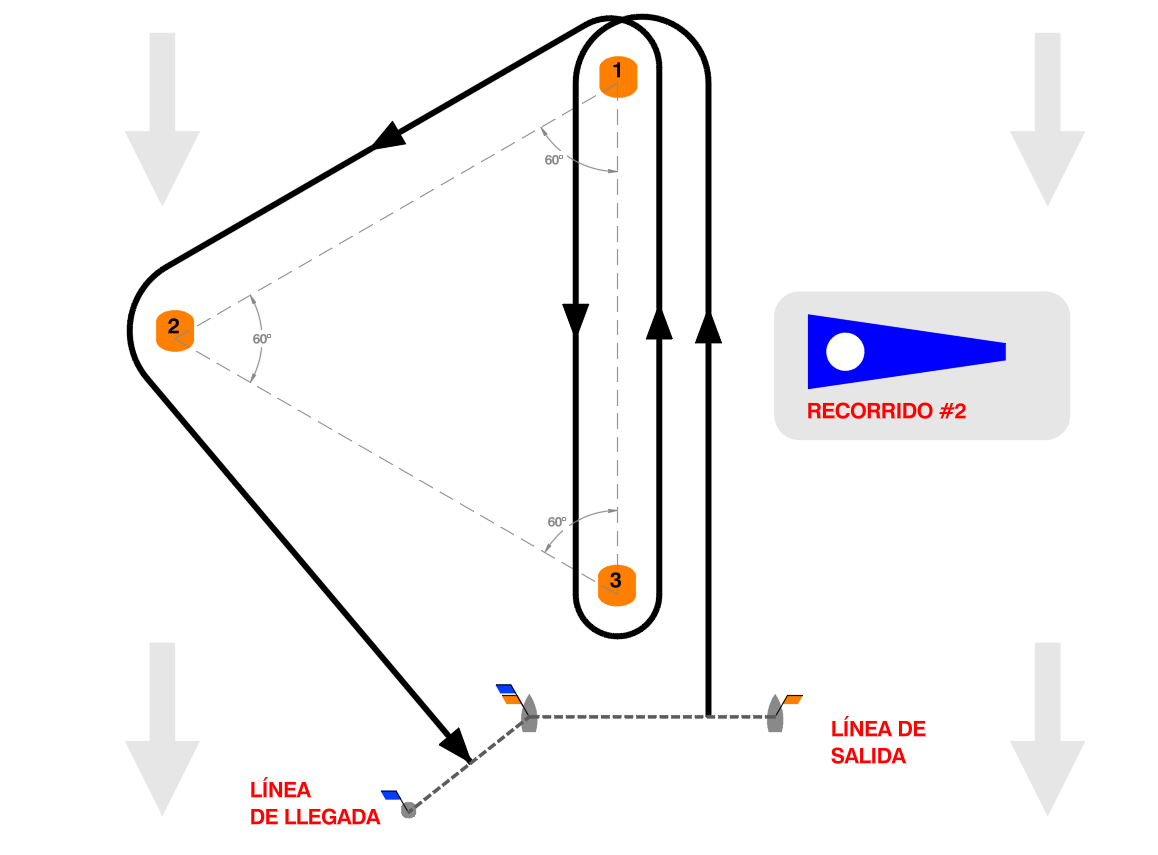 1
60º
2
60º
60º
3
RECORRIDO #2
LÍNEA DE
SALIDA
LÍNEA
DE LLEGADA